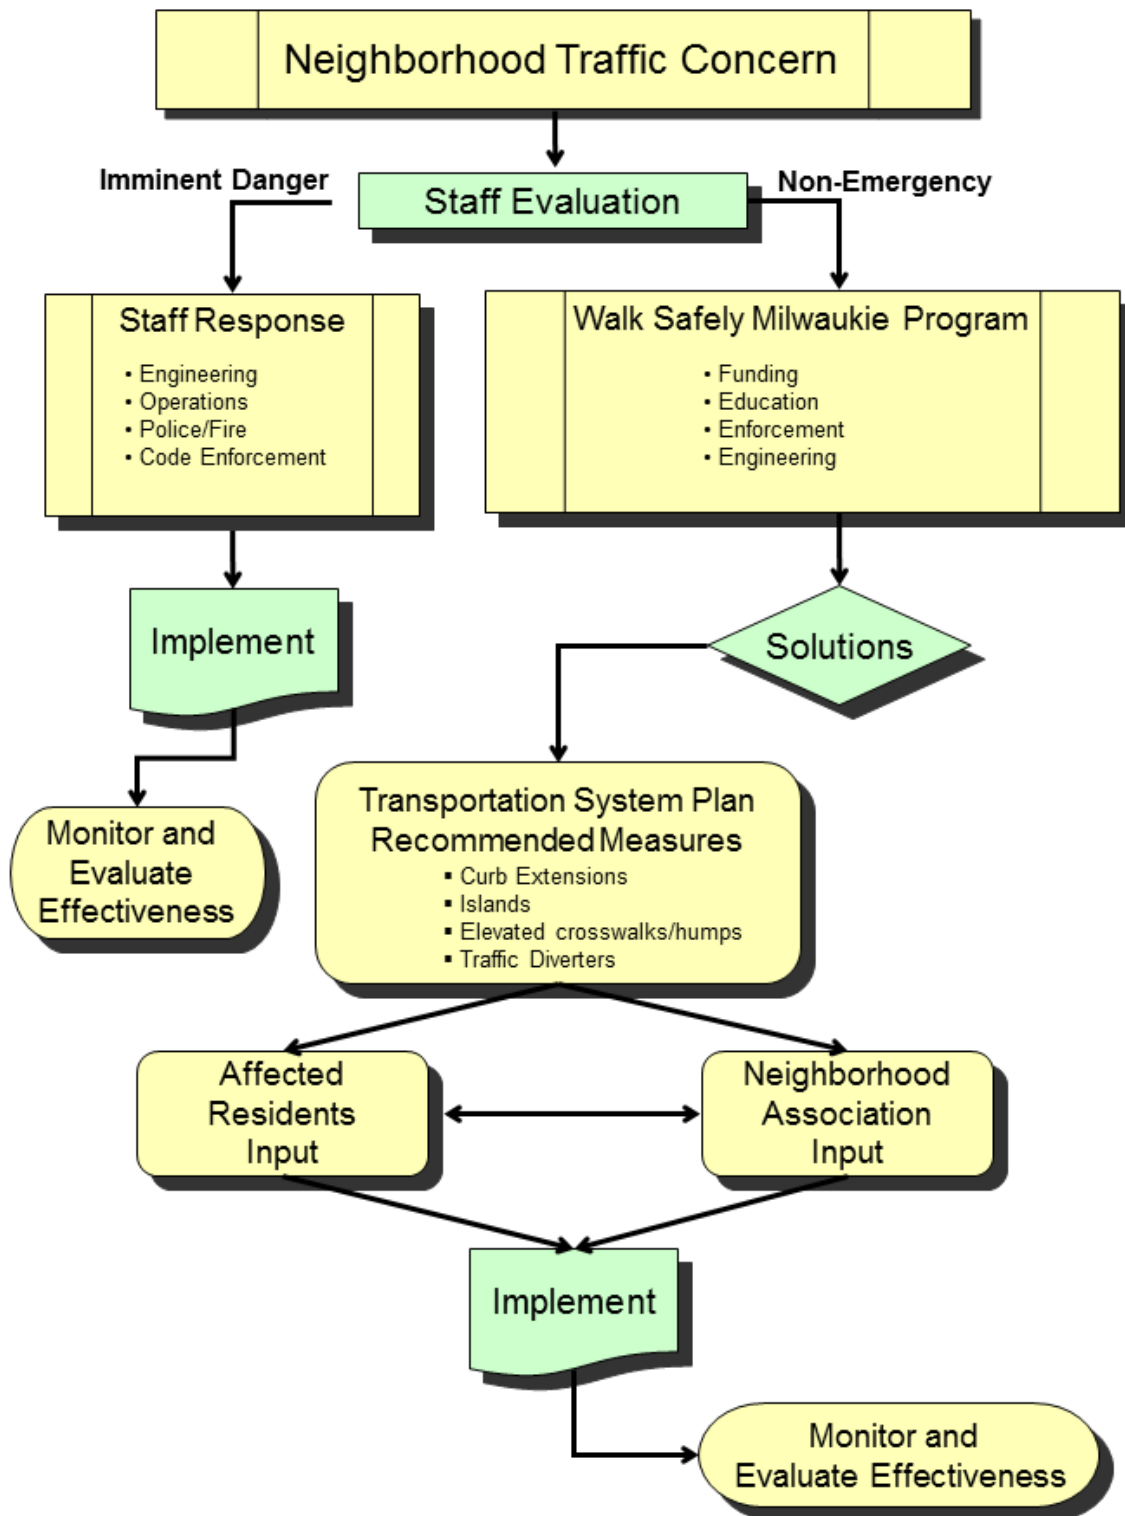 Neighborhood Traffic Concern
Imminent Danger
Staff Evaluation
Non-Emergency
Staff Response
• Engineering
• Operations
• Police/Fire
• Code Enforcement
Walk Safely Milwaukie Program
• Funding
• Education
• Enforcement
• Engineering
Implement
Solutions
Monitor and
Evaluate
Effectiveness
Transportation System Plan
Recommended Measures
▪ Curb Extensions
▪ Islands
▪ Elevated crosswalks/humps
▪ Traffic Diverters
Affected
Residents
Input
Neighborhood
Association
Input
Implement
Monitor and
Evaluate Effectiveness